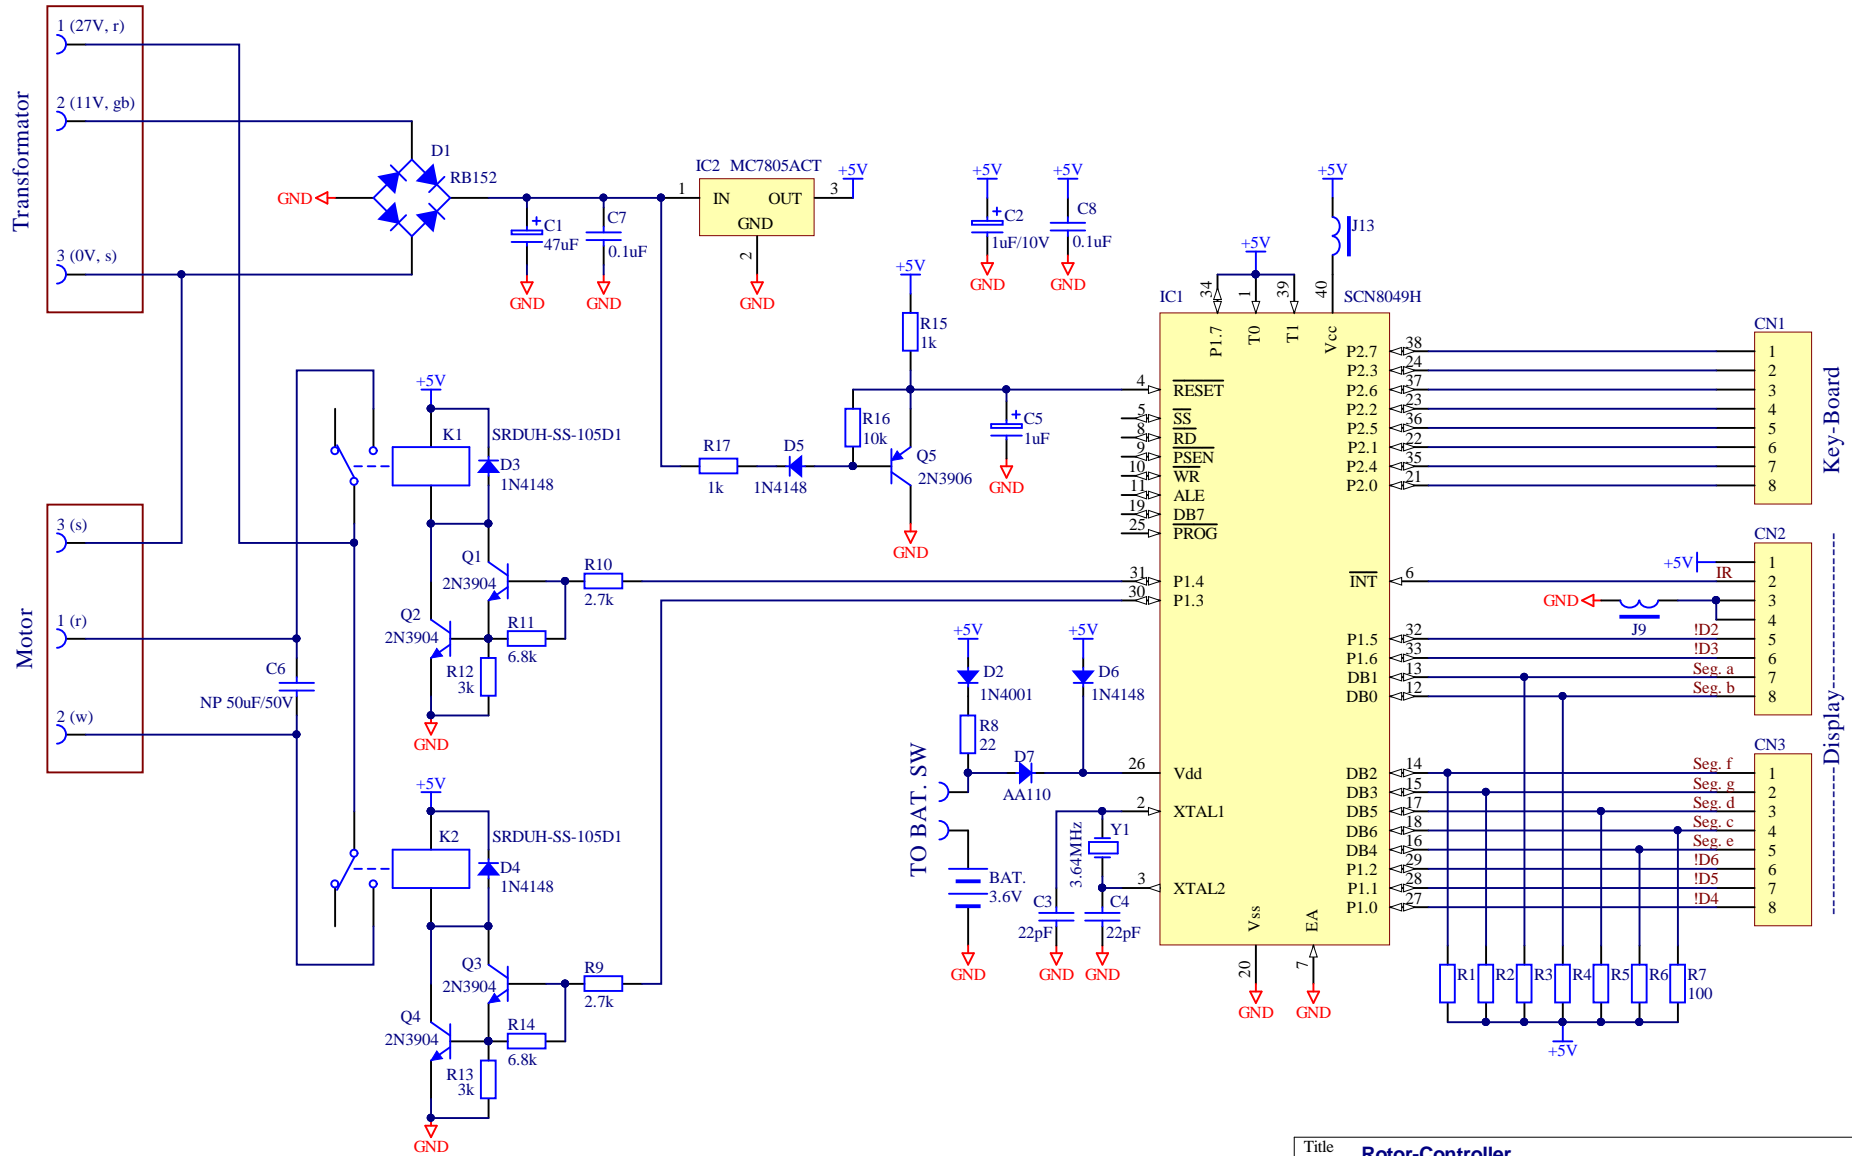 Transformator
1 (27V, r)
2 (11V, gb)
3 (0V, s)
D1
RB152
GND
C1
47uF
GND
C7
0.1uF
GND
IC2 MC7805ACT
1
IN
OUT
3
GND
2
GND
+5V
+5V
C2
1uF/10V
GND
+5V
C8
0.1uF
GND
+5V
J13
+5V
IC1
SCN8049H
34
1
39
40
P1.7
T0
T1
Vcc
+5V
R15
1k
R16
10k
R17
1k
D5
1N4148
Q5
2N3906
GND
C5
1uF
GND
4
RESET
5
SS
8
RD
9
PSEN
10
WR
11
ALE
19
DB7
25
PROG
31
P1.4
30
P1.3
26
Vdd
2
XTAL1
3
XTAL2
Vss
20
GND
EA
7
GND
P2.7
38
P2.3
24
P2.6
37
P2.2
23
P2.5
36
P2.1
22
P2.4
35
P2.0
21
INT
6
P1.5
32
P1.6
33
DB1
13
DB0
12
DB2
14
DB3
15
DB5
17
DB6
18
DB4
16
P1.2
29
P1.1
28
P1.0
27
CN1
1
2
3
4
5
6
7
8
Key-Board
CN2
+5V
1
IR
2
GND
J9
3
4
!D2
5
!D3
6
Seg. a
7
Seg. b
8
Display
CN3
Seg. f
1
Seg. g
2
Seg. d
3
Seg. c
4
Seg. e
5
!D6
6
!D5
7
!D4
8
R1
R2
R3
R4
R5
R6
R7
100
+5V
+5V
K1
SRDUH-SS-105D1
D3
1N4148
Q1
2N3904
R10
2.7k
Q2
2N3904
R11
6.8k
R12
3k
GND
Motor
3 (s)
1 (r)
2 (w)
C6
NP 50uF/50V
+5V
K2
SRDUH-SS-105D1
D4
1N4148
Q3
2N3904
R9
2.7k
Q4
2N3904
R14
6.8k
R13
3k
GND
+5V
D2
1N4001
R8
22
+5V
D6
1N4148
D7
AA110
TO BAT. SW
BAT.
3.6V
GND
3.64MHz
Y1
C3
22pF
GND
C4
22pF
GND
Title
Rotor-Controller